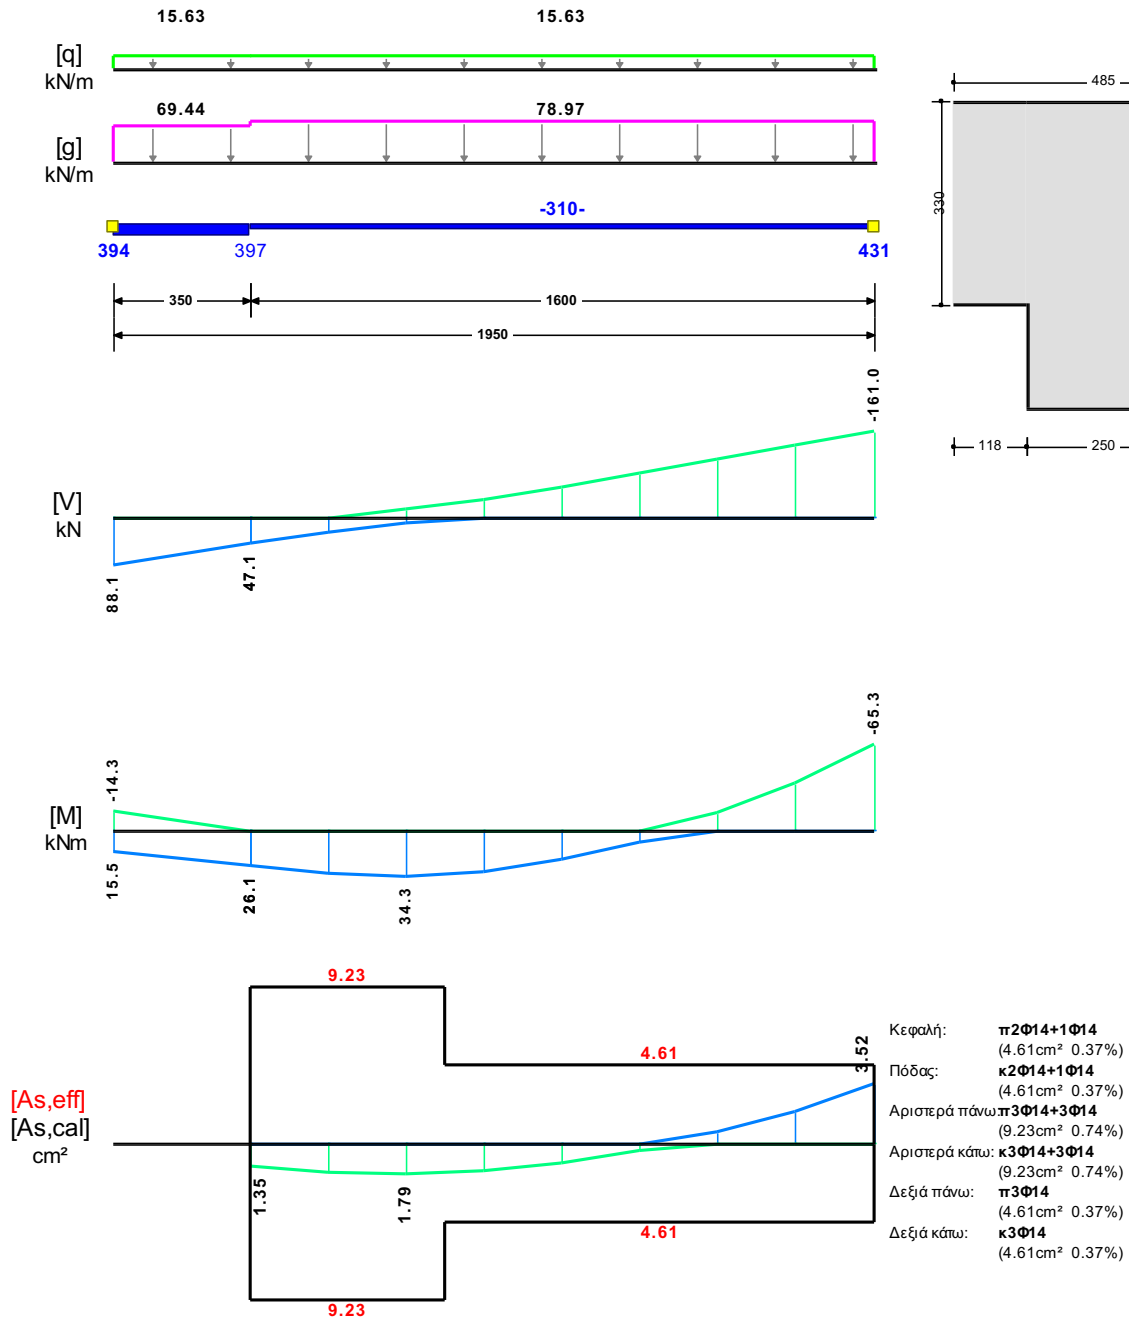 15.63 15.63
[q]
kN/m
485
69.44 78.97
[g]
kN/m
330
-310-
394 397 431
350 1600
1950
118 250
-161.0
[V]
kN
88.1
47.1
-65.3
-14.3
[M]
kNm
15.5
26.1
34.3
9.23
4.61
3.52
[As,eff]
[As,cal]
cm²
1.35
1.79
4.61
9.23
Κεφαλή: π2Φ14+1Φ14
(4.61cm² 0.37%)
Πόδας: κ2Φ14+1Φ14
(4.61cm² 0.37%)
Αριστερά πάνω: π3Φ14+3Φ14
(9.23cm² 0.74%)
Αριστερά κάτω: κ3Φ14+3Φ14
(9.23cm² 0.74%)
Δεξιά πάνω: π3Φ14
(4.61cm² 0.37%)
Δεξιά κάτω: κ3Φ14
(4.61cm² 0.37%)